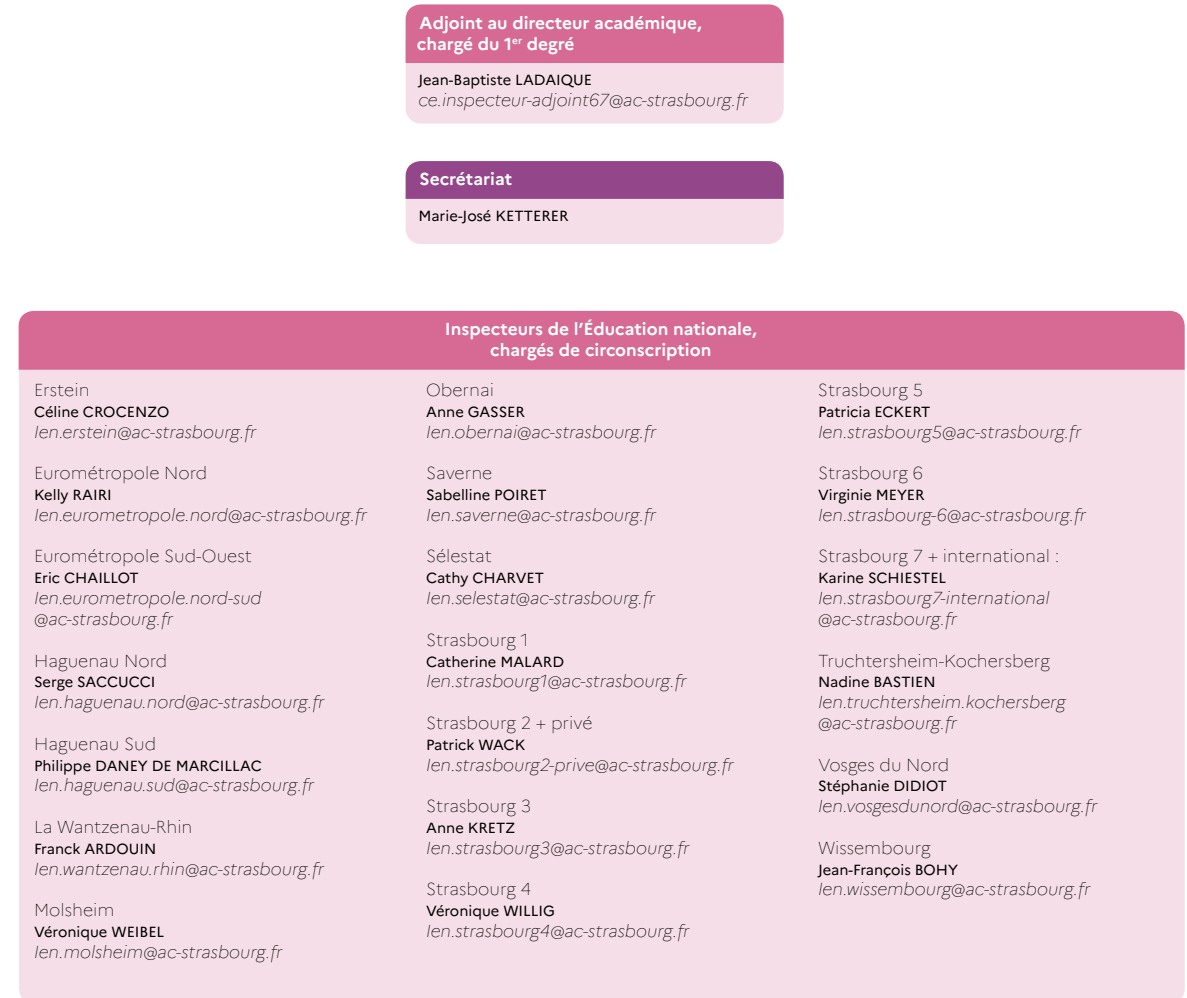 Adjoint au directeur académique,
chargé du 1er degré
Jean-Baptiste LADAIQUE
ce.inspecteur-adjoint67@ac-strasbourg.fr
Secrétariat
Marie-José KETTERER
Inspecteurs de l'Éducation nationale,
chargés de circonscription
Erstein
Céline CROCENZO
Ien.erstein@ac-strasbourg.fr
Eurométropole Nord
Kelly RAIRI
Ien.eurometropole.nord@ac-strasbourg.fr
Eurométropole Sud-Ouest
Eric CHAILLOT
Ien.eurometropole.nord-sud
@ac-strasbourg.fr
Haguenau Nord
Serge SACCUCCI
Ien.haguenau.nord@ac-strasbourg.fr
Haguenau Sud
Philippe DANEY DE MARCILLAC
Ien.haguenau.sud@ac-strasbourg.fr
La Wantzenau-Rhin
Franck ARDOUIN
Ien.wantzenau.rhin@ac-strasbourg.fr
Molsheim
Véronique WEIBEL
Ien.molsheim@ac-strasbourg.fr
Obernai
Anne GASSER
Ien.obernai@ac-strasbourg.fr
Saverne
Sabelline POIRET
Ien.saverne@ac-strasbourg.fr
Sélestat
Cathy CHARVET
Ien.selestat@ac-strasbourg.fr
Strasbourg 1
Catherine MALARD
Ien.strasbourg1@ac-strasbourg.fr
Strasbourg 2 + privé
Patrick WACK
Ien.strasbourg2-prive@ac-strasbourg.fr
Strasbourg 3
Anne KRETZ
Ien.strasbourg3@ac-strasbourg.fr
Strasbourg 4
Véronique WILLIG
Ien.strasbourg4@ac-strasbourg.fr
Strasbourg 5
Patricia ECKERT
Ien.strasbourg5@ac-strasbourg.fr
Strasbourg 6
Virginie MEYER
Ien.strasbourg-6@ac-strasbourg.fr
Strasbourg 7 + international :
Karine SCHIESTEL
Ien.strasbourg7-international
@ac-strasbourg.fr
Truchtersheim-Kochersberg
Nadine BASTIEN
Ien.truchtersheim.kochersberg
@ac-strasbourg.fr
Vosges du Nord
Stéphanie DIDIOT
Ien.vosgesdunord@ac-strasbourg.fr
Wissembourg
Jean-François BOHY
Ien.wissembourg@ac-strasbourg.fr